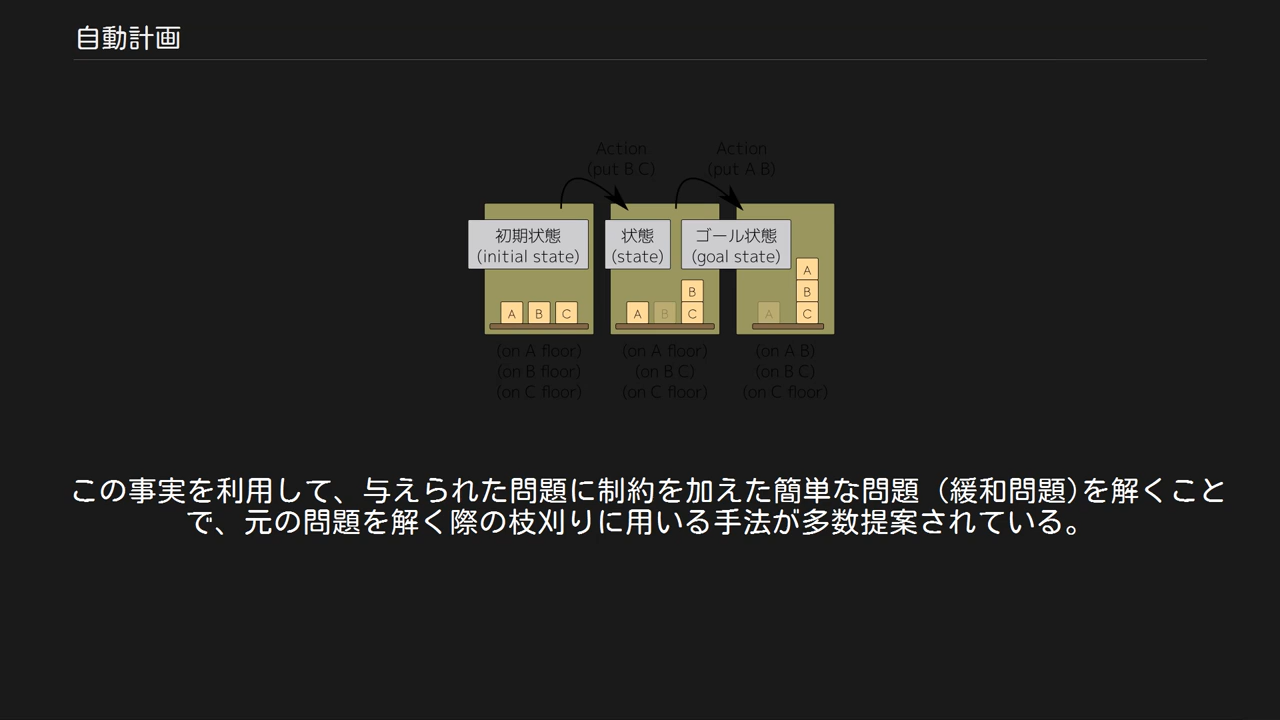 自動計画
Action
(put B C)
Action
(put A B)
初期状態
(initial state)
状態
(state)
ゴール状態
(goal state)
A B C
A B B C
A A B C
(on A floor)
(on B floor)
(on C floor)
(on A floor)
(on B C)
(on C floor)
(on A B)
(on B C)
(on C floor)
この事実を利用して、与えられた問題に制約を加えた簡単な問題（緩和問題)を解くこと
で、元の問題を解く際の枝刈りに用いる手法が多数提案されている。